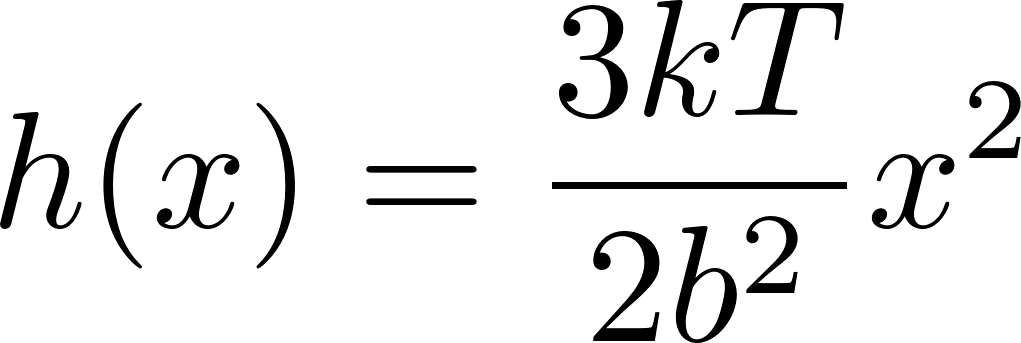 h(x) = \frac{3kT}{2b^2} x^2